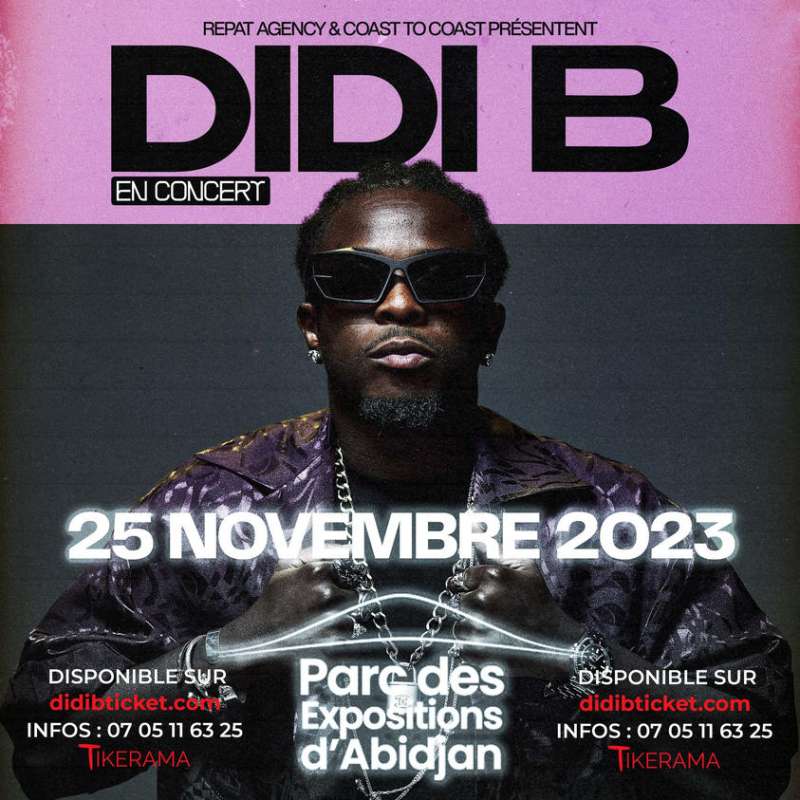 REPAT AGENCY & COAST TO COAST PRÉSENTENT
DIDI B
EN CONCERT
25 NOVEMBRE 2023
Parc des
Expositions
d'Abidjan
DISPONIBLE SUR
didibticket.com
INFOS : 07 05 11 63 25
TIKERAMA
DISPONIBLE SUR
didibticket.com
INFOS : 07 05 11 63 25
TIKERAMA